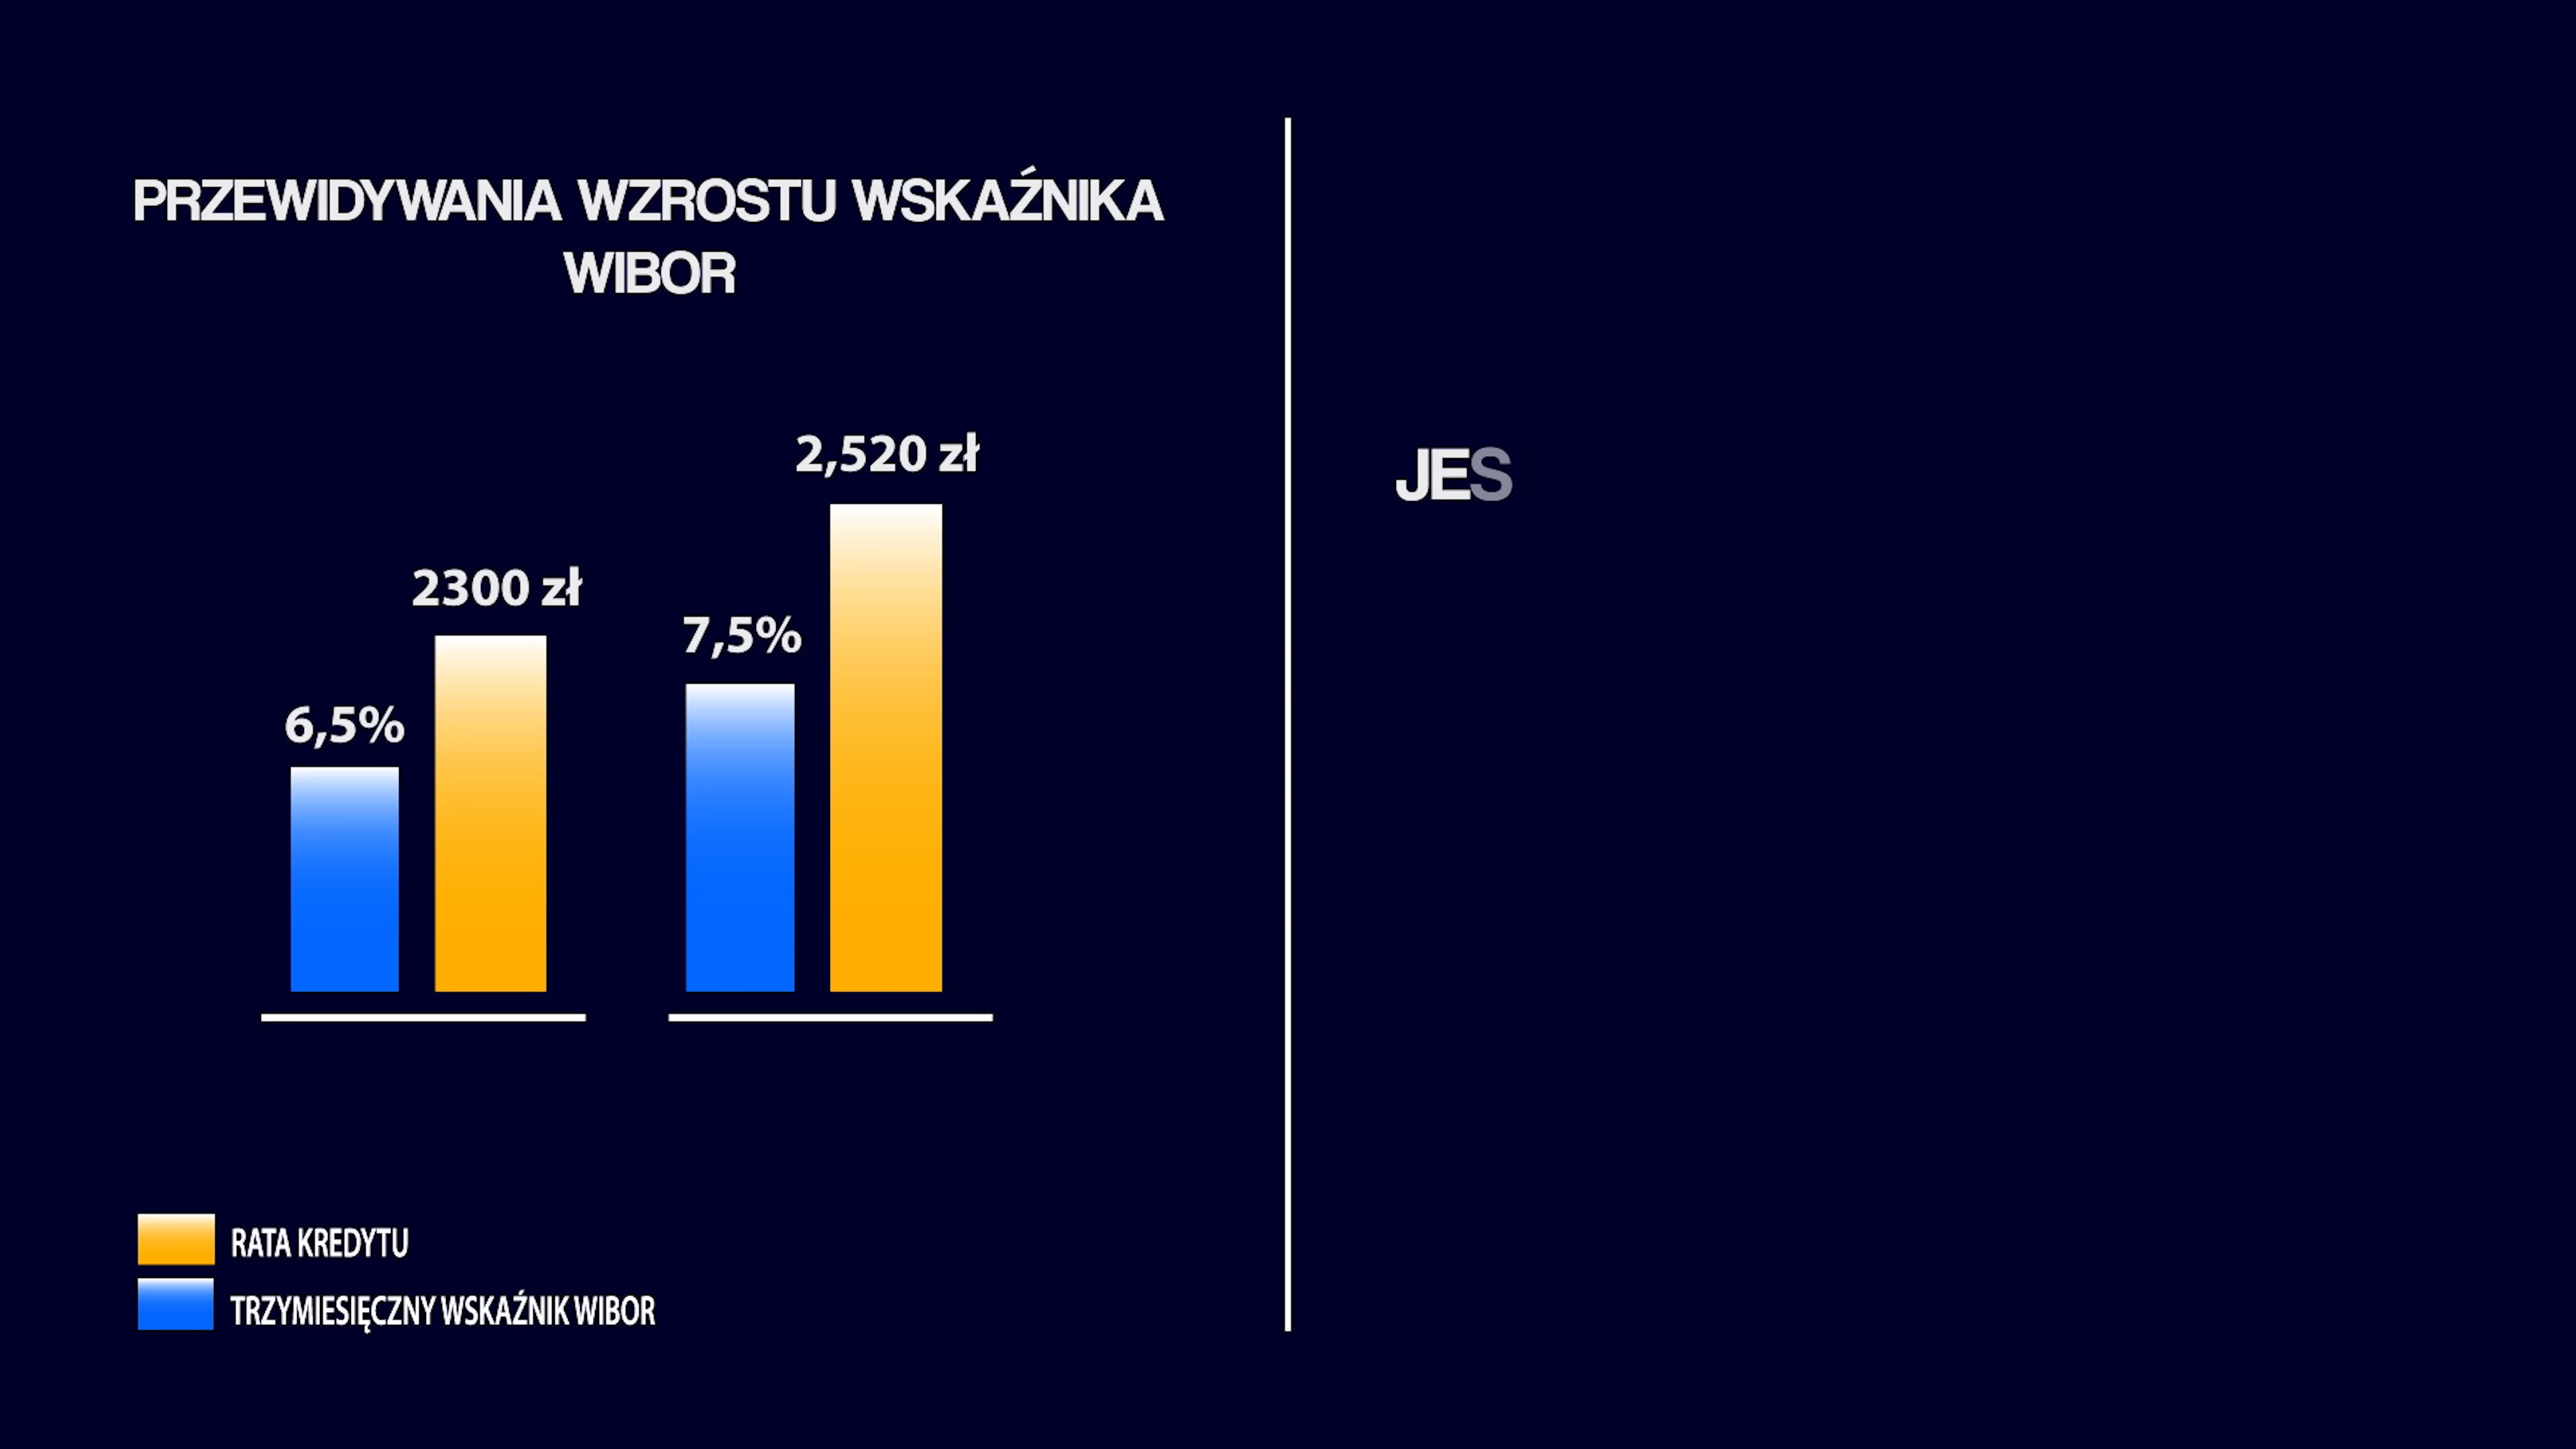 PRZEWIDYWANIA WZROSTU WSKAŹNIKA
WIBOR
2,520 zł
2300 zł
7,5%
6,5%
JES
RATA KREDYTU
TRZYMIESIĘCZNY WSKAŹNIK WIBOR